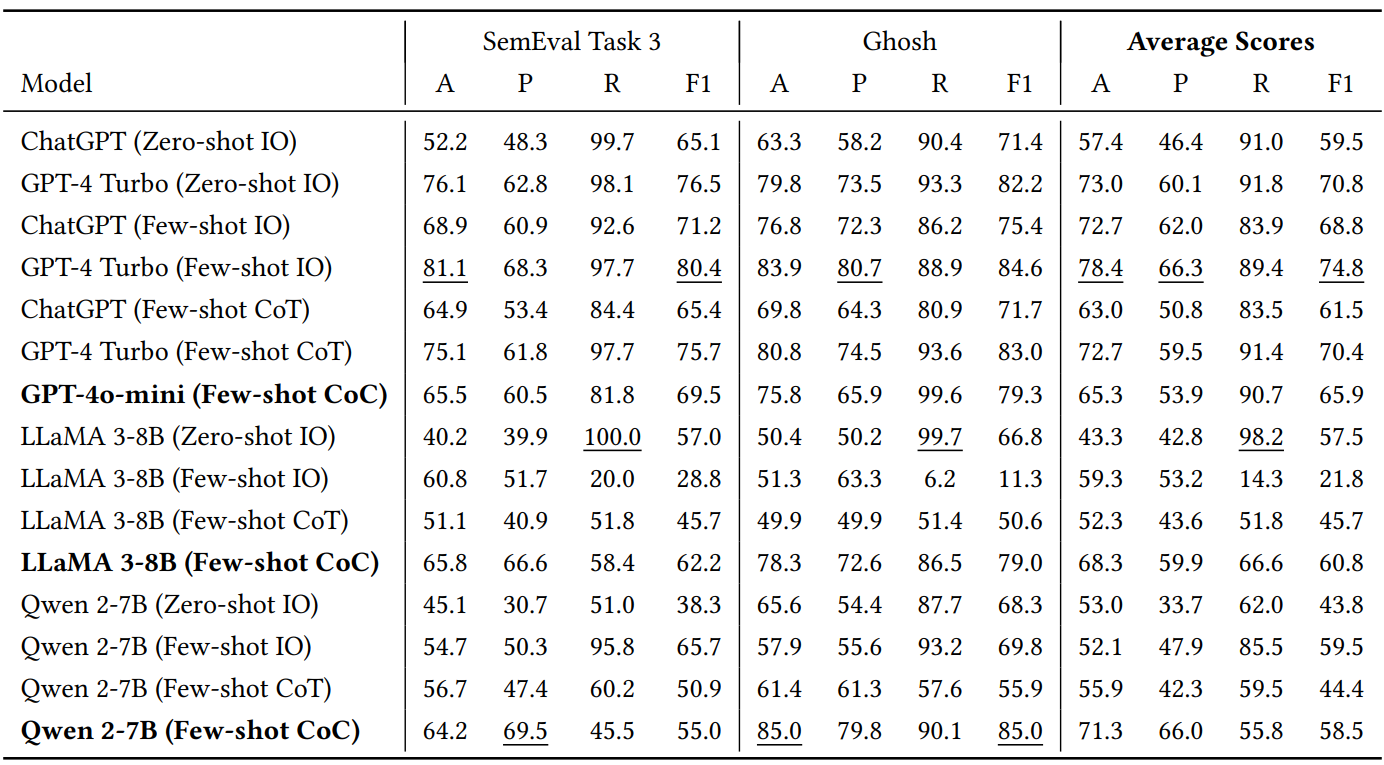 SemEval Task 3 Ghosh Average Scores
Model A P R F1 A P R F1 A P R F1
ChatGPT (Zero-shot IO) 52.2 48.3 99.7 65.1 63.3 58.2 90.4 71.4 57.4 46.4 91.0 59.5
GPT-4 Turbo (Zero-shot IO) 76.1 62.8 98.1 76.5 79.8 73.5 93.3 82.2 73.0 60.1 91.8 70.8
ChatGPT (Few-shot IO) 68.9 60.9 92.6 71.2 76.8 72.3 86.2 75.4 72.7 62.0 83.9 68.8
GPT-4 Turbo (Few-shot IO) 81.1 68.3 97.7 80.4 83.9 80.7 88.9 84.6 78.4 66.3 89.4 74.8
ChatGPT (Few-shot CoT) 64.9 53.4 84.4 65.4 69.8 64.3 80.9 71.7 63.0 50.8 83.5 61.5
GPT-4 Turbo (Few-shot CoT) 75.1 61.8 97.7 75.7 80.8 74.5 93.6 83.0 72.7 59.5 91.4 70.4
GPT-4o-mini (Few-shot CoC) 65.5 60.5 81.8 69.5 75.8 65.9 99.6 79.3 65.3 53.9 90.7 65.9
LLaMA 3-8B (Zero-shot IO) 40.2 39.9 100.0 57.0 50.4 50.2 99.7 66.8 43.3 42.8 98.2 57.5
LLaMA 3-8B (Few-shot IO) 60.8 51.7 20.0 28.8 51.3 63.3 6.2 11.3 59.3 53.2 14.3 21.8
LLaMA 3-8B (Few-shot CoT) 51.1 40.9 51.8 45.7 49.9 49.9 51.4 50.6 52.3 43.6 51.8 45.7
LLaMA 3-8B (Few-shot CoC) 65.8 66.6 58.4 62.2 78.3 72.6 86.5 79.0 68.3 59.9 66.6 60.8
Qwen 2-7B (Zero-shot IO) 45.1 30.7 51.0 38.3 65.6 54.4 87.7 68.3 53.0 33.7 62.0 43.8
Qwen 2-7B (Few-shot IO) 54.7 50.3 95.8 65.7 57.9 55.6 93.2 69.8 52.1 47.9 85.5 59.5
Qwen 2-7B (Few-shot CoT) 56.7 47.4 60.2 50.9 61.4 61.3 57.6 55.9 55.9 42.3 59.5 44.4
Qwen 2-7B (Few-shot CoC) 64.2 69.5 45.5 55.0 85.0 79.8 90.1 85.0 71.3 66.0 55.8 58.5